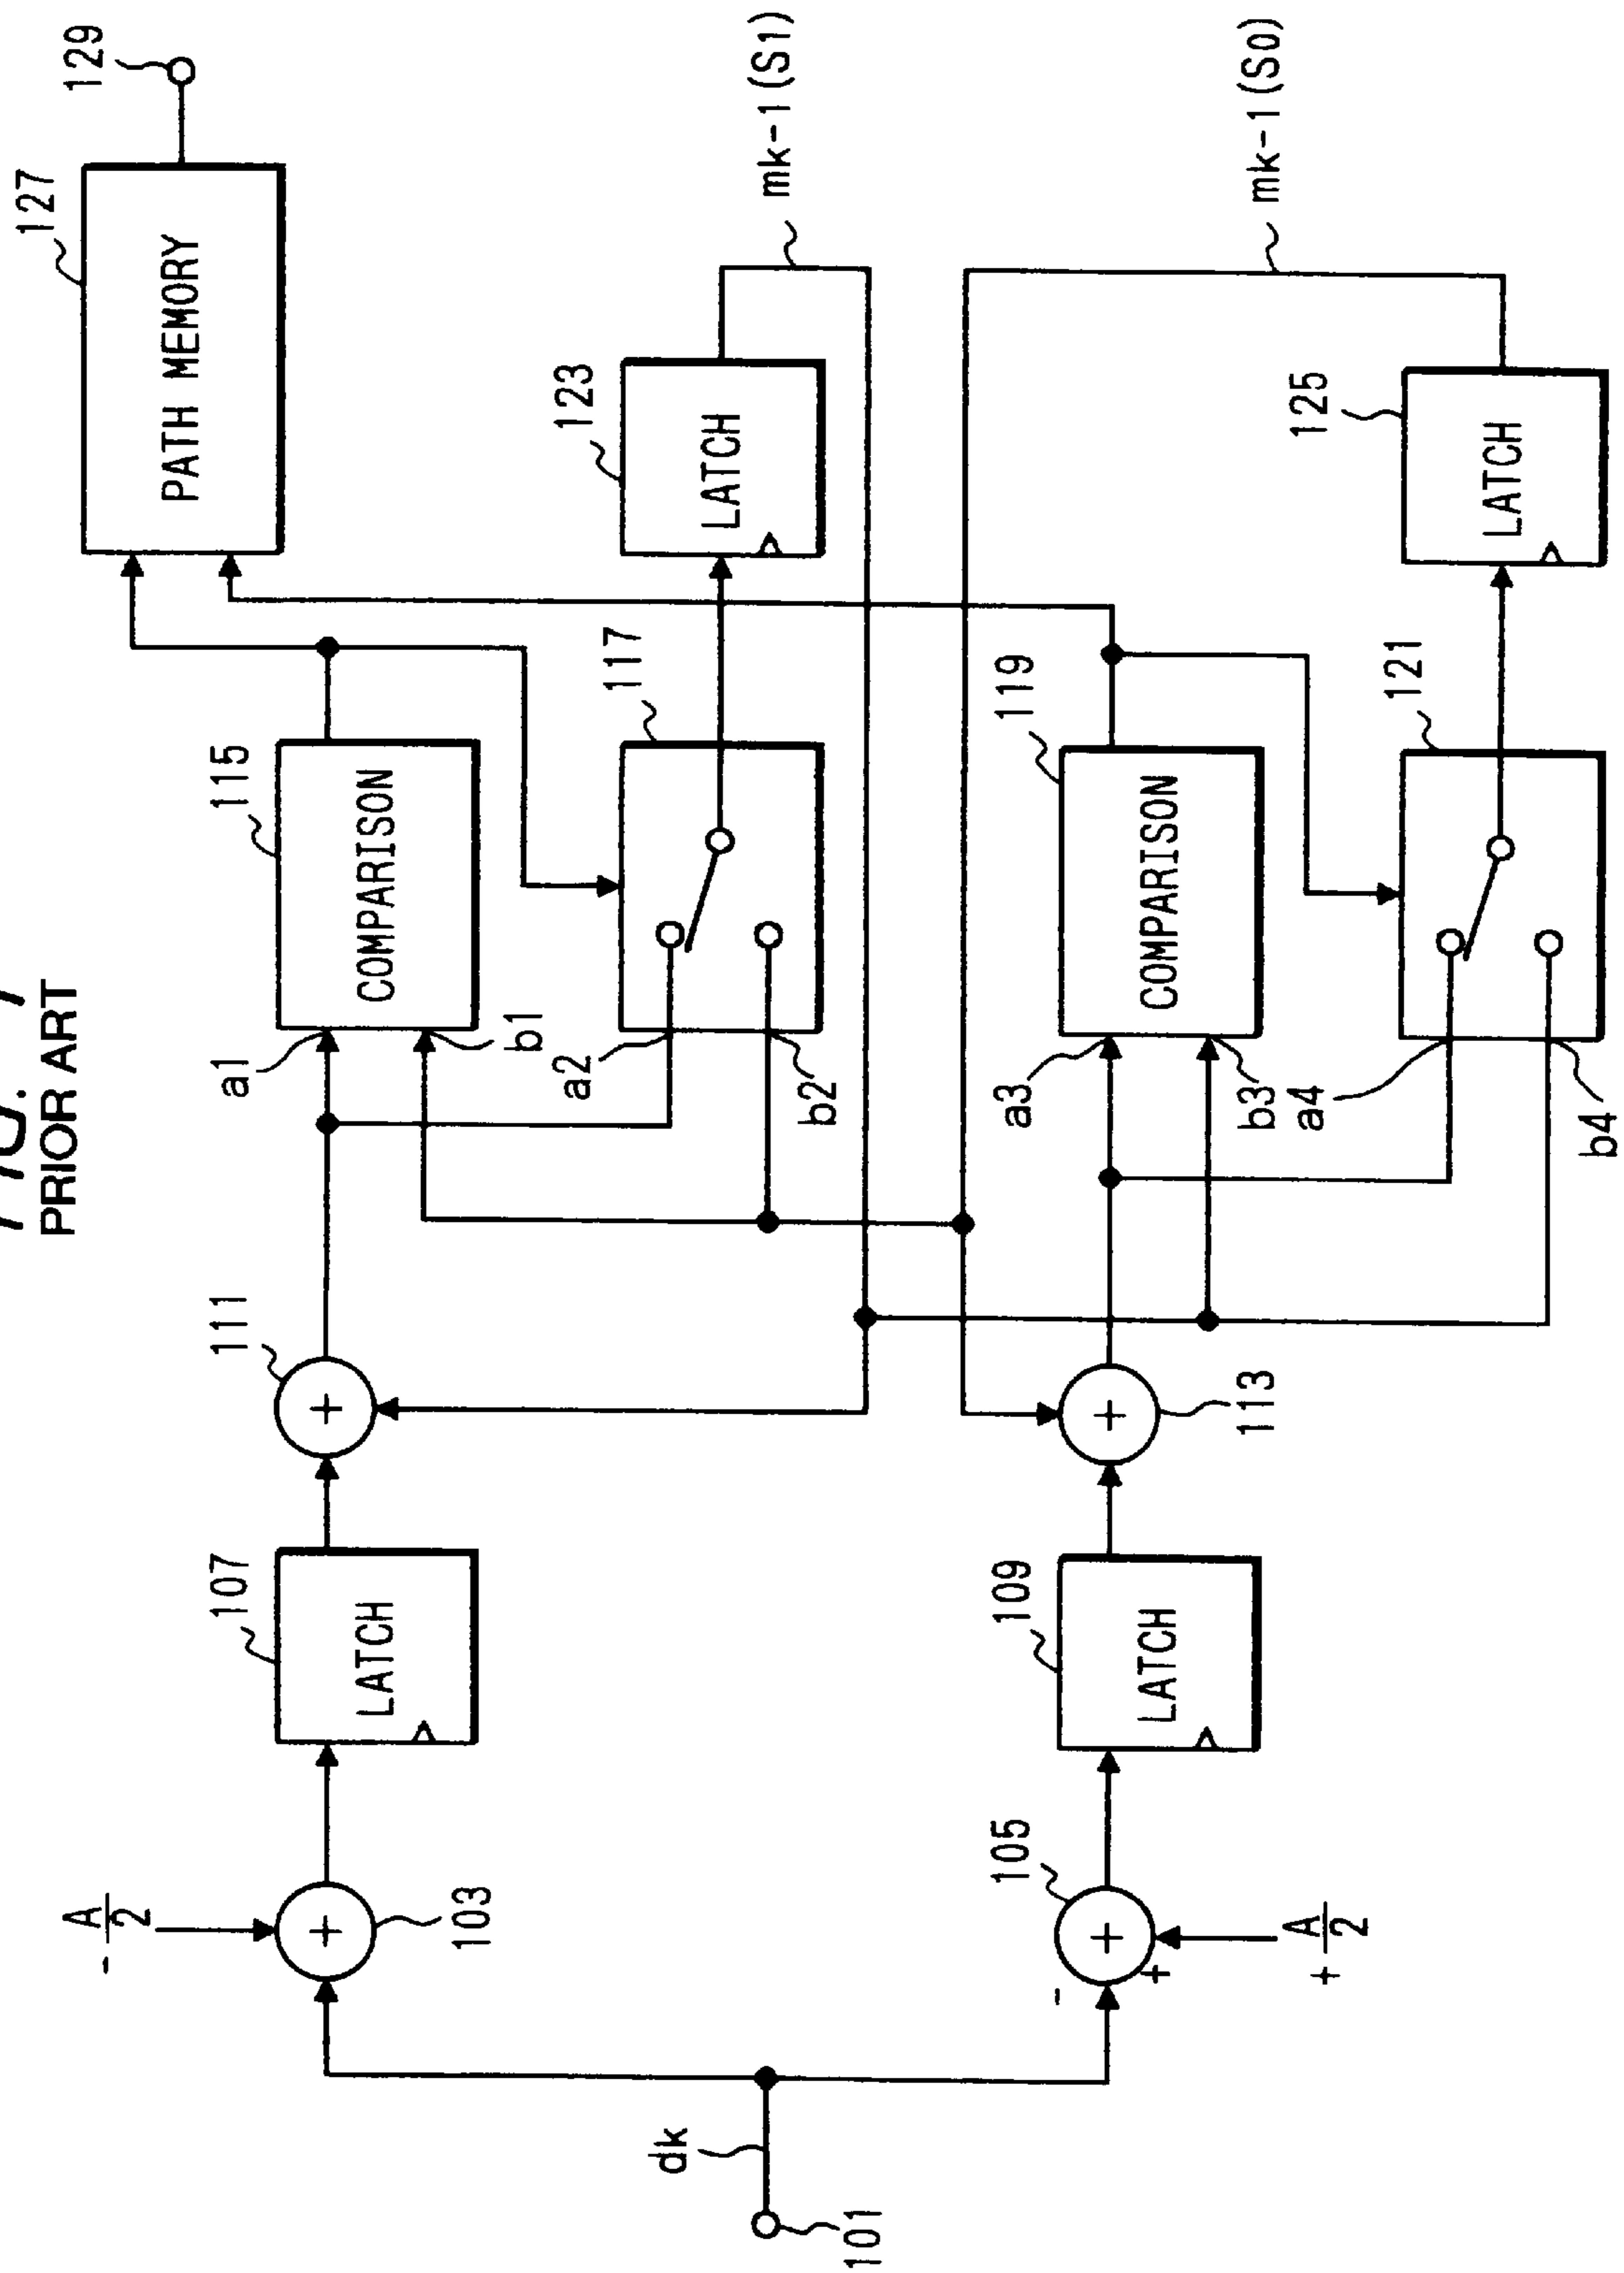 PRIOR ART
129
127
PATH MEMORY
mk-1(S1)
mk-1(S0)
123
LATCH
125
LATCH
115
COMPARISON
117
119
COMPARISON
121
a1
b1
a2
b2
a3
b3
a4
b4
111
+
113
+
107
LATCH
109
LATCH
- A/2
103
+
105
+
-
+
+ A/2
dk
101